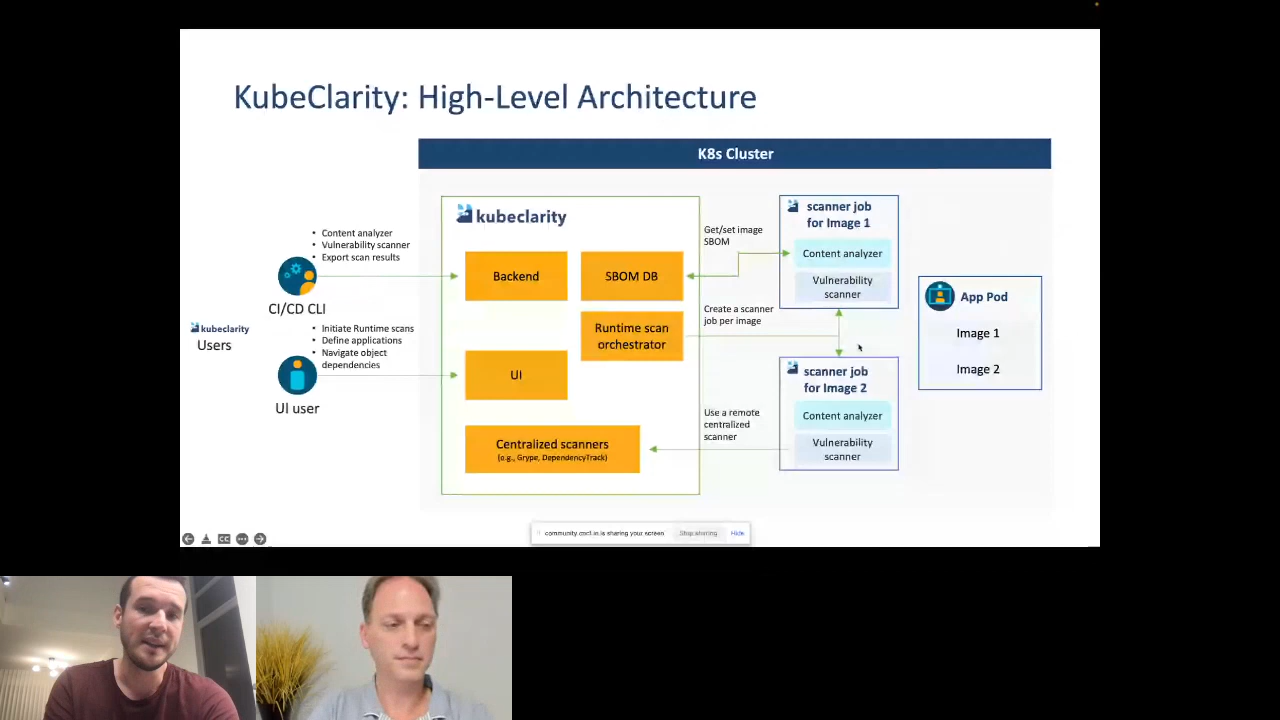 KubeClarity: High-Level Architecture
K8s Cluster
• Content analyzer
• Vulnerability scanner
• Export scan results
CI/CD CLI
kubeclarity
Users
• Initiate Runtime scans
• Define applications
• Navigate object
dependencies
UI user
kubeclarity
Backend
SBOM DB
Runtime scan
orchestrator
UI
Centralized scanners
(e.g., Grype, DependencyTrack)
Get/set image
SBOM
Create a scanner
job per image
Use a remote
centralized
scanner
scanner job
for Image 1
Content analyzer
Vulnerability
scanner
scanner job
for Image 2
Content analyzer
Vulnerability
scanner
App Pod
Image 1
Image 2
is sharing your screen
Stop sharing
Hide
CC